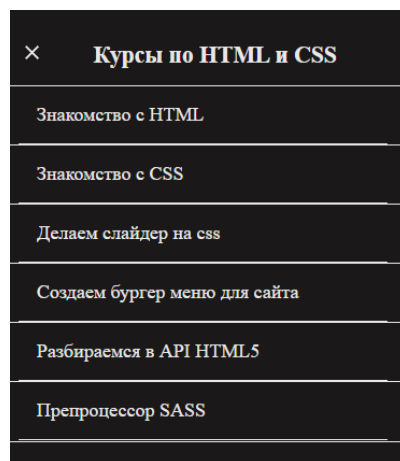 × Курсы по HTML и CSS
Знакомство с HTML
Знакомство с CSS
Делаем слайдер на css
Создаем бургер меню для сайта
Разбираемся в API HTML5
Препроцессор SASS